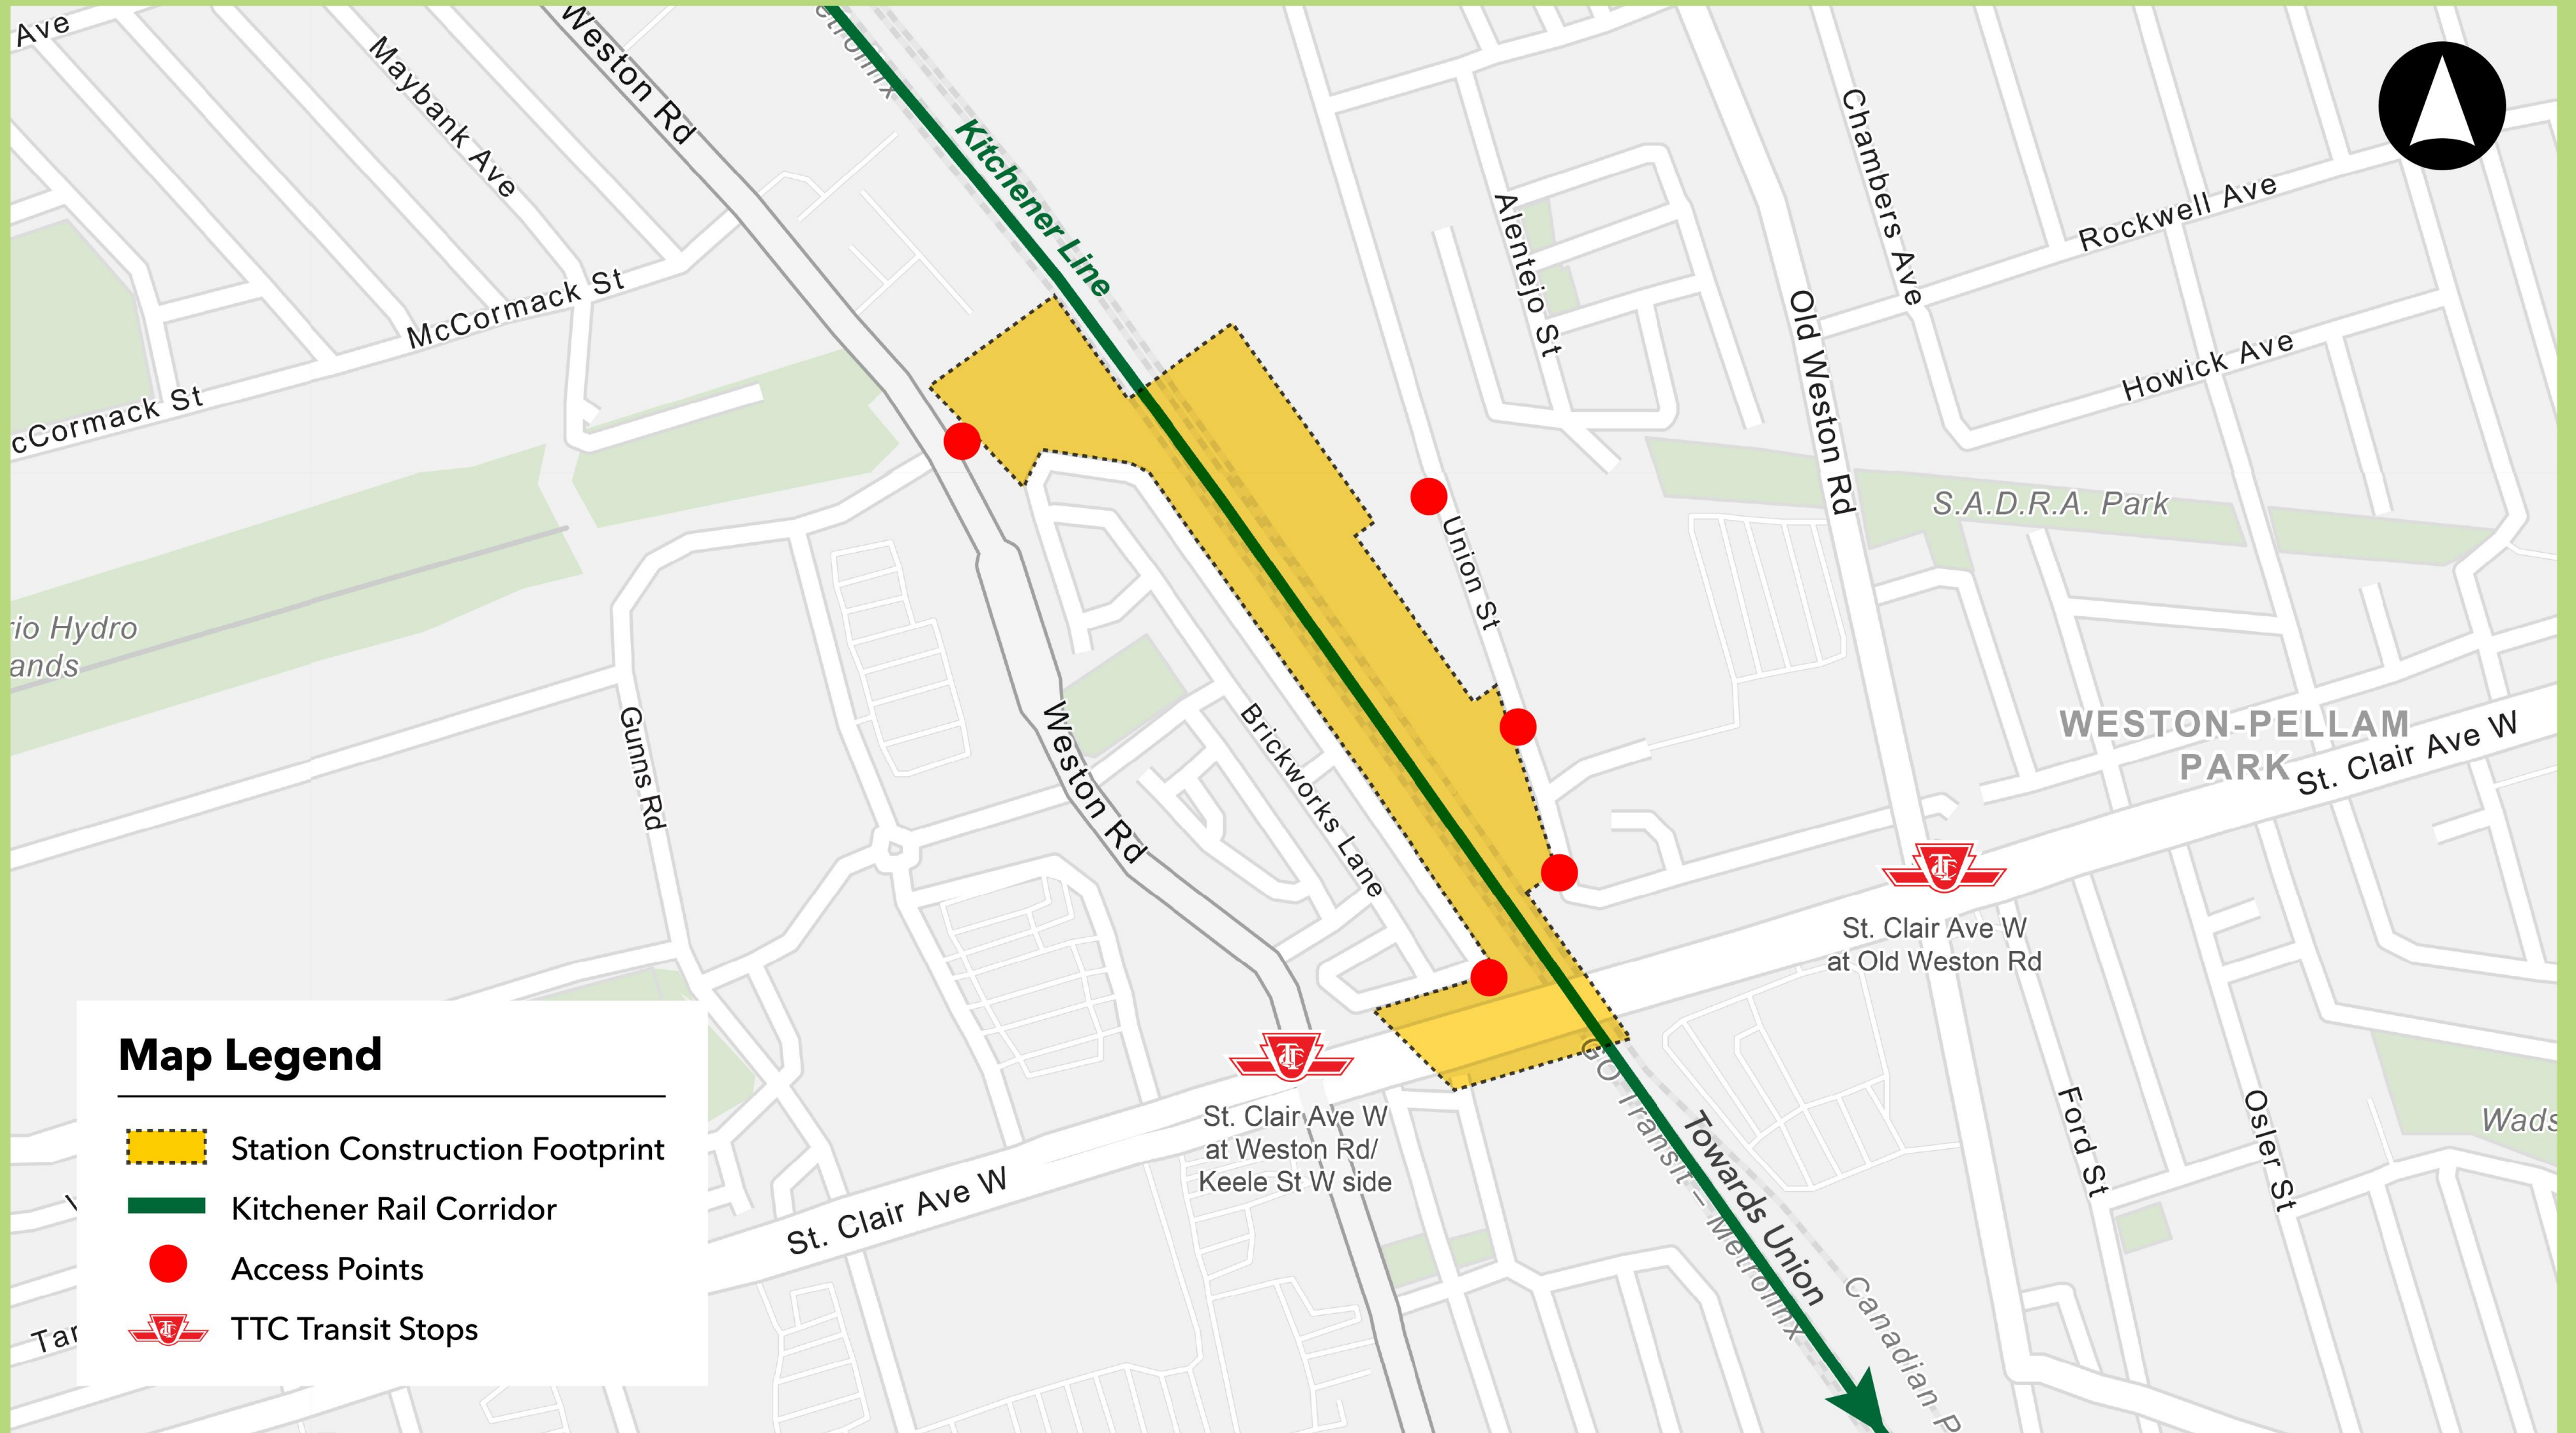 Ave
Maybank Ave
Weston Rd
Kitchener Line
Alentejo St
Chambers Ave
Rockwell Ave
McCormack St
Old Weston Rd
Howick Ave
cCormack St
S.A.D.R.A. Park
Union St
rio Hydro
ands
Gunns Rd
Weston Rd
Brickworks Lane
WESTON-PELLAM
PARK
St. Clair Ave W
St. Clair Ave W
at Old Weston Rd
St. Clair Ave W
at Weston Rd/
Keele St W side
St. Clair Ave W
GO Transit – Metrolinx
Towards Union
Canadian P
Ford St
Osler St
Wads
Map Legend
Station Construction Footprint
Kitchener Rail Corridor
Access Points
TTC Transit Stops
Tar